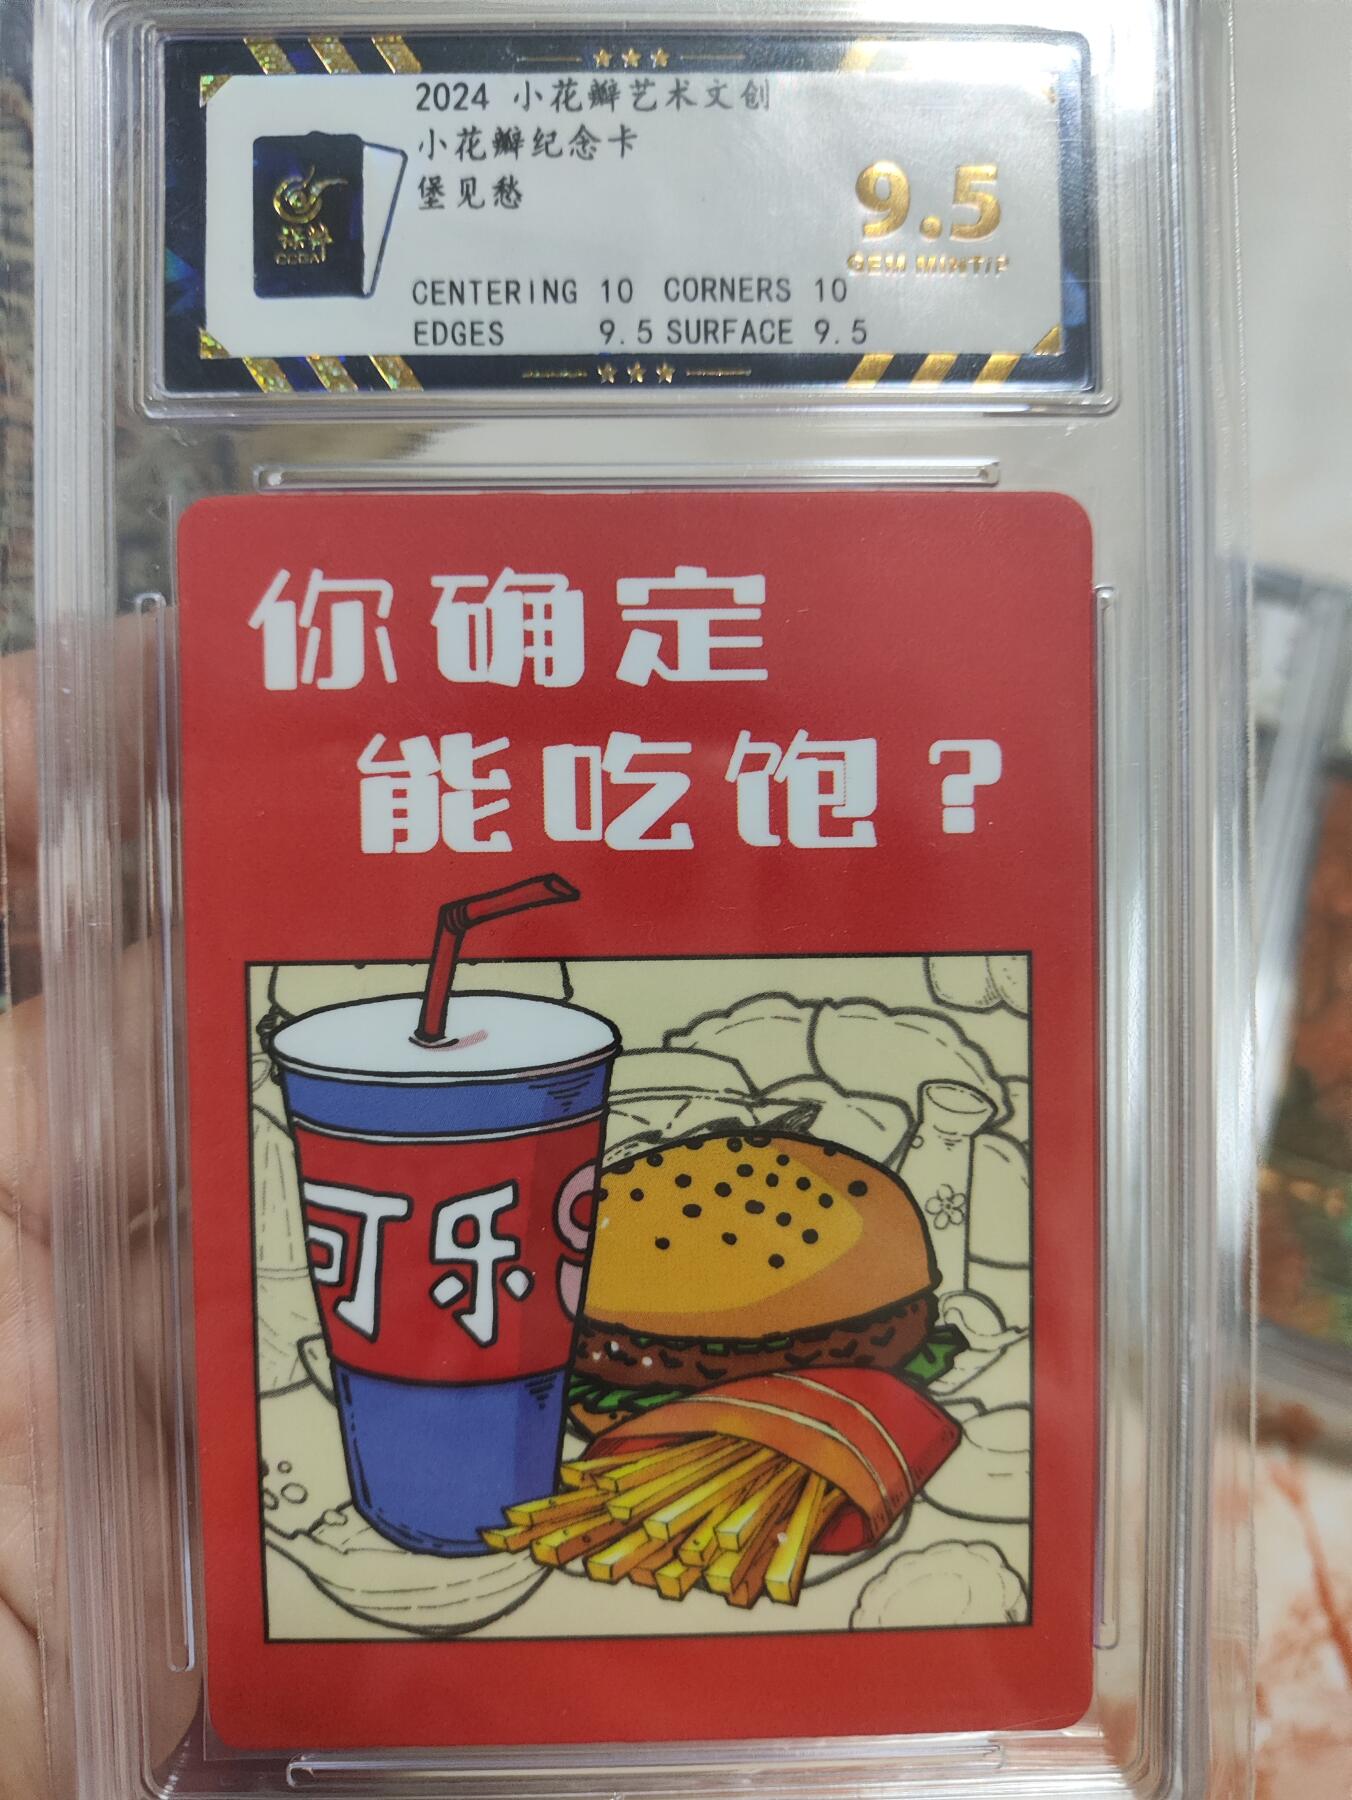 2024 小花瓣艺术文创
小花瓣纪念卡
堡见愁
9.5
GEM MINT
CCGA
CENTERING 10 CORNERS 10
EDGES 9.5 SURFACE 9.5
你确定
能吃饱？
可乐